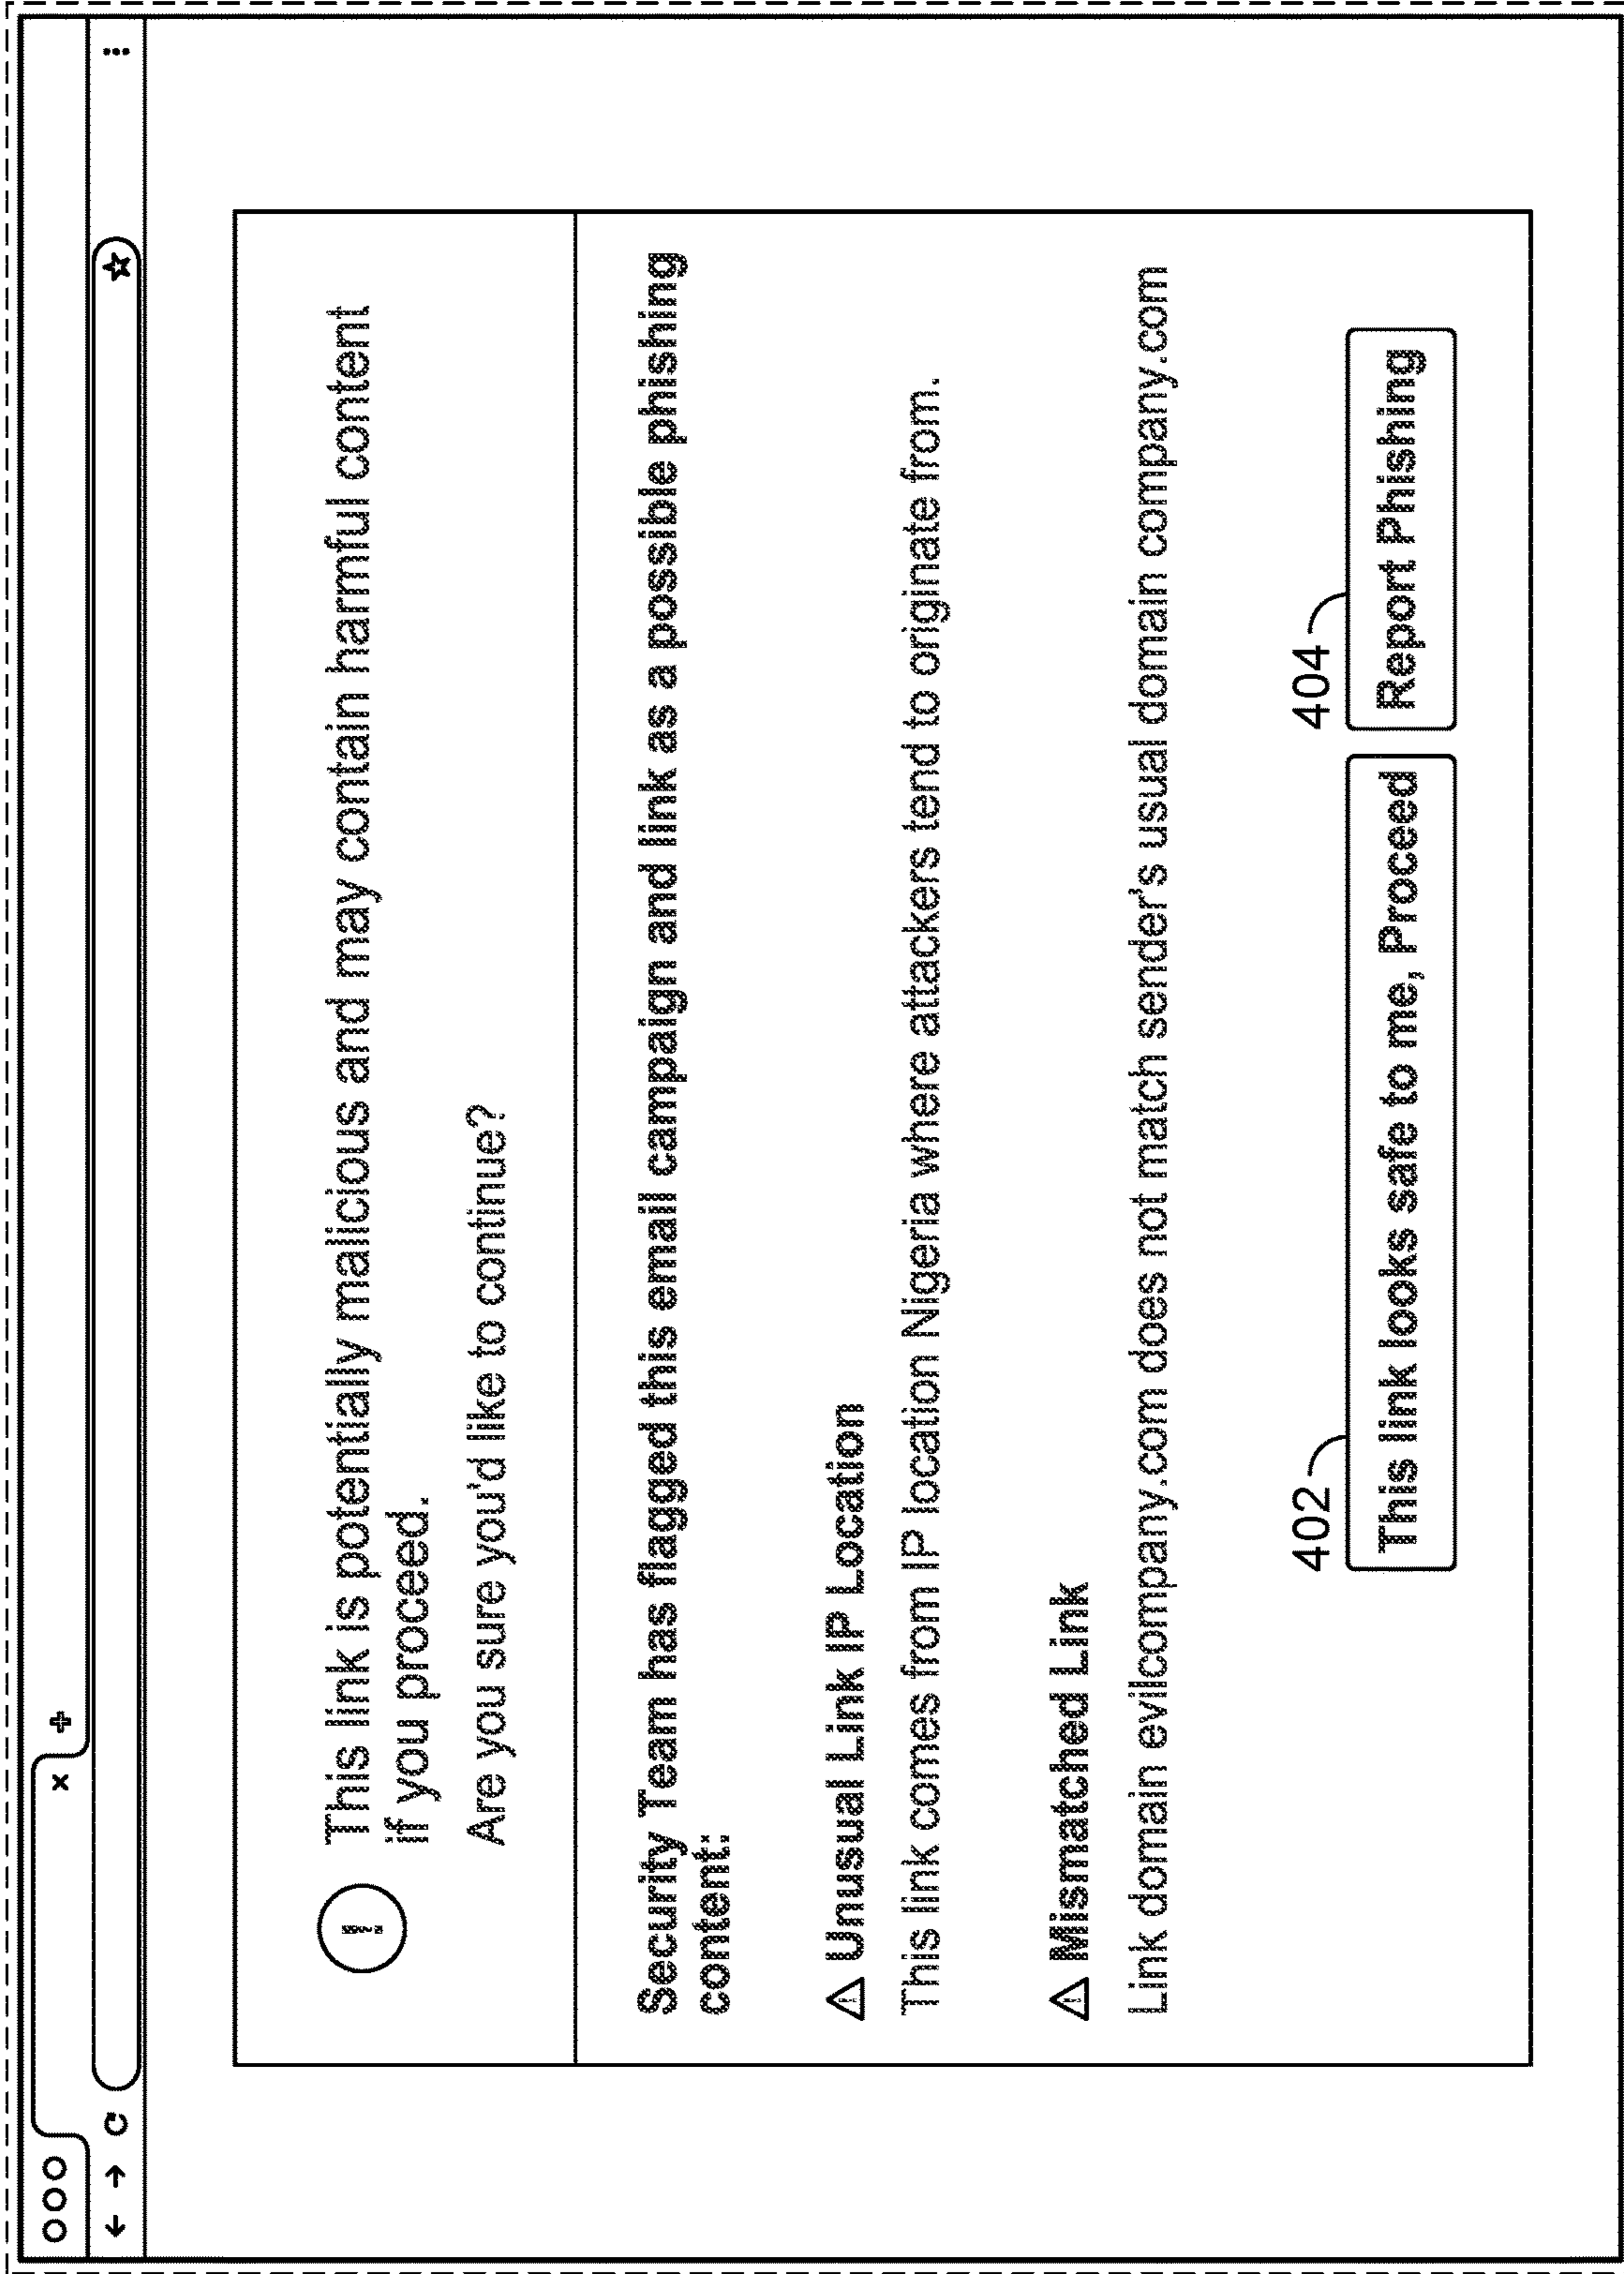 This link is potentially malicious and may contain harmful content
if you proceed.
Are you sure you'd like to continue?
Security Team has flagged this email campaign and link as a possible phishing
content:
Unusual Link IP Location
This link comes from IP location Nigeria where attackers tend to originate from.
Mismatched Link
Link domain evilcompany.com does not match sender's usual domain company.com
402
404
This link looks safe to me, Proceed
Report Phishing